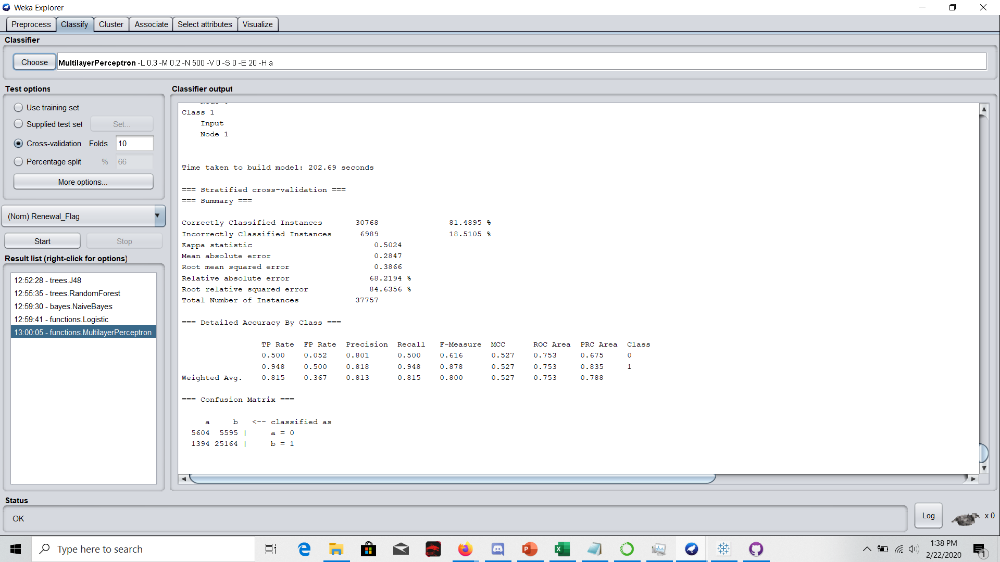 Weka Explorer
Preprocess Classify Cluster Associate Select attributes Visualize
Classifier
Choose MultilayerPerceptron -L 0.3 -M 0.2 -N 500 -V 0 -S 0 -E 20 -H a
Test options
Use training set
Supplied test set Set...
Cross-validation Folds 10
Percentage split % 66
More options...
(Nom) Renewal_Flag
Start Stop
Result list (right-click for options)
12:52:28 - trees.J48
12:55:35 - trees.RandomForest
12:59:30 - bayes.NaiveBayes
12:59:41 - functions.Logistic
13:00:05 - functions.MultilayerPerceptron
Classifier output
Class 1
Input
Node 1
Time taken to build model: 202.69 seconds
=== Stratified cross-validation ===
=== Summary ===
Correctly Classified Instances 30768 81.4895 %
Incorrectly Classified Instances 6989 18.5105 %
Kappa statistic 0.5024
Mean absolute error 0.2847
Root mean squared error 0.3866
Relative absolute error 68.2194 %
Root relative squared error 84.6356 %
Total Number of Instances 37757
=== Detailed Accuracy By Class ===
TP Rate FP Rate Precision Recall F-Measure MCC ROC Area PRC Area Class
0.500 0.052 0.801 0.500 0.616 0.527 0.753 0.675 0
0.948 0.500 0.818 0.948 0.878 0.527 0.753 0.835 1
Weighted Avg. 0.815 0.367 0.813 0.815 0.800 0.527 0.753 0.788
=== Confusion Matrix ===
a b <-- classified as
5604 5595 | a = 0
1394 25164 | b = 1
Status
OK
Log
x 0
Type here to search
1:38 PM
2/22/2020
1